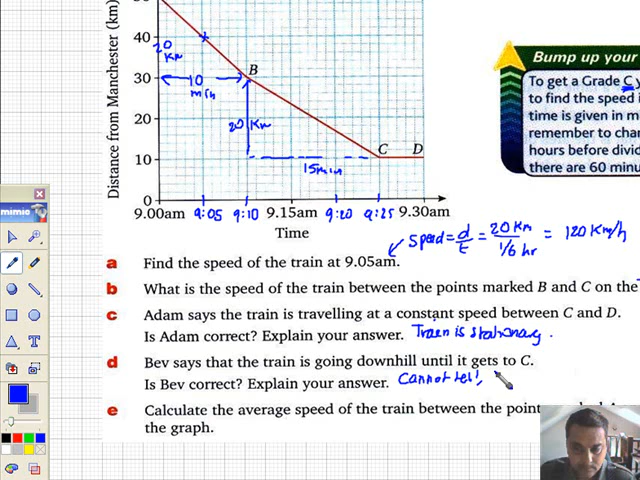 50
40
30
20
10
0
Distance from Manchester (km)
20 Km
10 min
B
20 Km
15min
C D
9.00am 9:05 9:10 9.15am 9:20 9:25 9.30am
Time
Bump up your
To get a Grade C y
to find the speed i
time is given in m
remember to cha
hours before divid
there are 60 minu
mimio
Speed = d/t = 20 Km / 1/6 hr = 120 Km/h
a Find the speed of the train at 9.05am.
b What is the speed of the train between the points marked B and C on the
c Adam says the train is travelling at a constant speed between C and D.
Is Adam correct? Explain your answer. Train is stationary.
d Bev says that the train is going downhill until it gets to C.
Is Bev correct? Explain your answer. Cannot tell,
e Calculate the average speed of the train between the point
the graph.